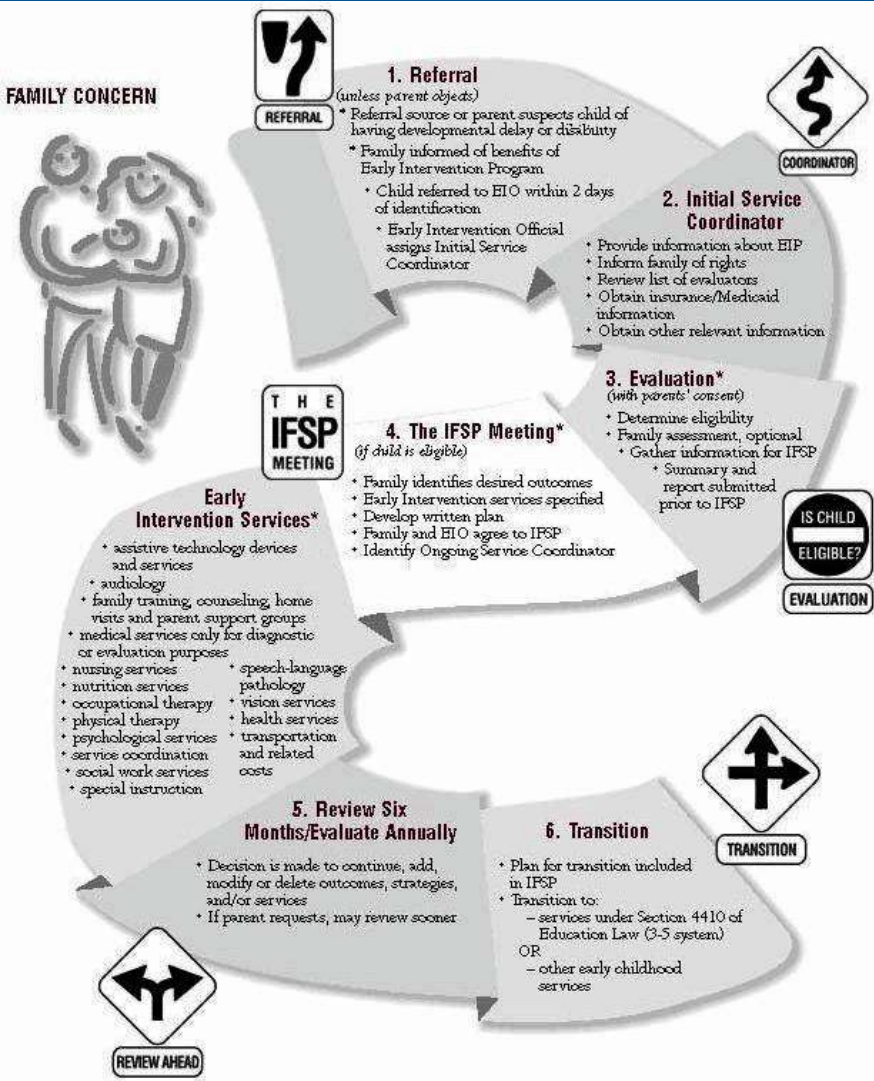 FAMILY CONCERN
REFERRAL
1. Referral
(unless parent objects)
* Referral source or parent suspects child of
having developmental delay or disability
* Family informed of benefits of
Early Intervention Program
* Child referred to EIO within 2 days
of identification
* Early Intervention Official
assigns Initial Service
Coordinator
COORDINATOR
2. Initial Service
Coordinator
* Provide information about EIP
* Inform family of rights
* Review list of evaluators
* Obtain insurance/Medicaid
information
* Obtain other relevant information
3. Evaluation*
(with parents' consent)
* Determine eligibility
* Family assessment, optional
* Gather information for IFSP
* Summary and
report submitted
prior to IFSP
IS CHILD
ELIGIBLE?
EVALUATION
THE
IFSP
MEETING
4. The IFSP Meeting*
(if child is eligible)
* Family identifies desired outcomes
* Early Intervention services specified
* Develop written plan
* Family and EIO agree to IFSP
* Identify Ongoing Service Coordinator
Early
Intervention Services*
* assistive technology devices
and services
* audiology
* family training, counseling, home
visits and parent support groups
* medical services only for diagnostic
or evaluation purposes
* nursing services
* nutrition services
* occupational therapy
* physical therapy
* psychological services
* service coordination
* social work services
* special instruction
* speech-language
pathology
* vision services
* health services
* transportation
and related
costs
5. Review Six
Months/Evaluate Annually
* Decision is made to continue, add,
modify or delete outcomes, strategies,
and/or services
* If parent requests, may review sooner
REVIEW AHEAD
6. Transition
* Plan for transition included
in IFSP
* Transition to:
– services under Section 4410 of
Education Law (3-5 system)
OR
– other early childhood
services
TRANSITION